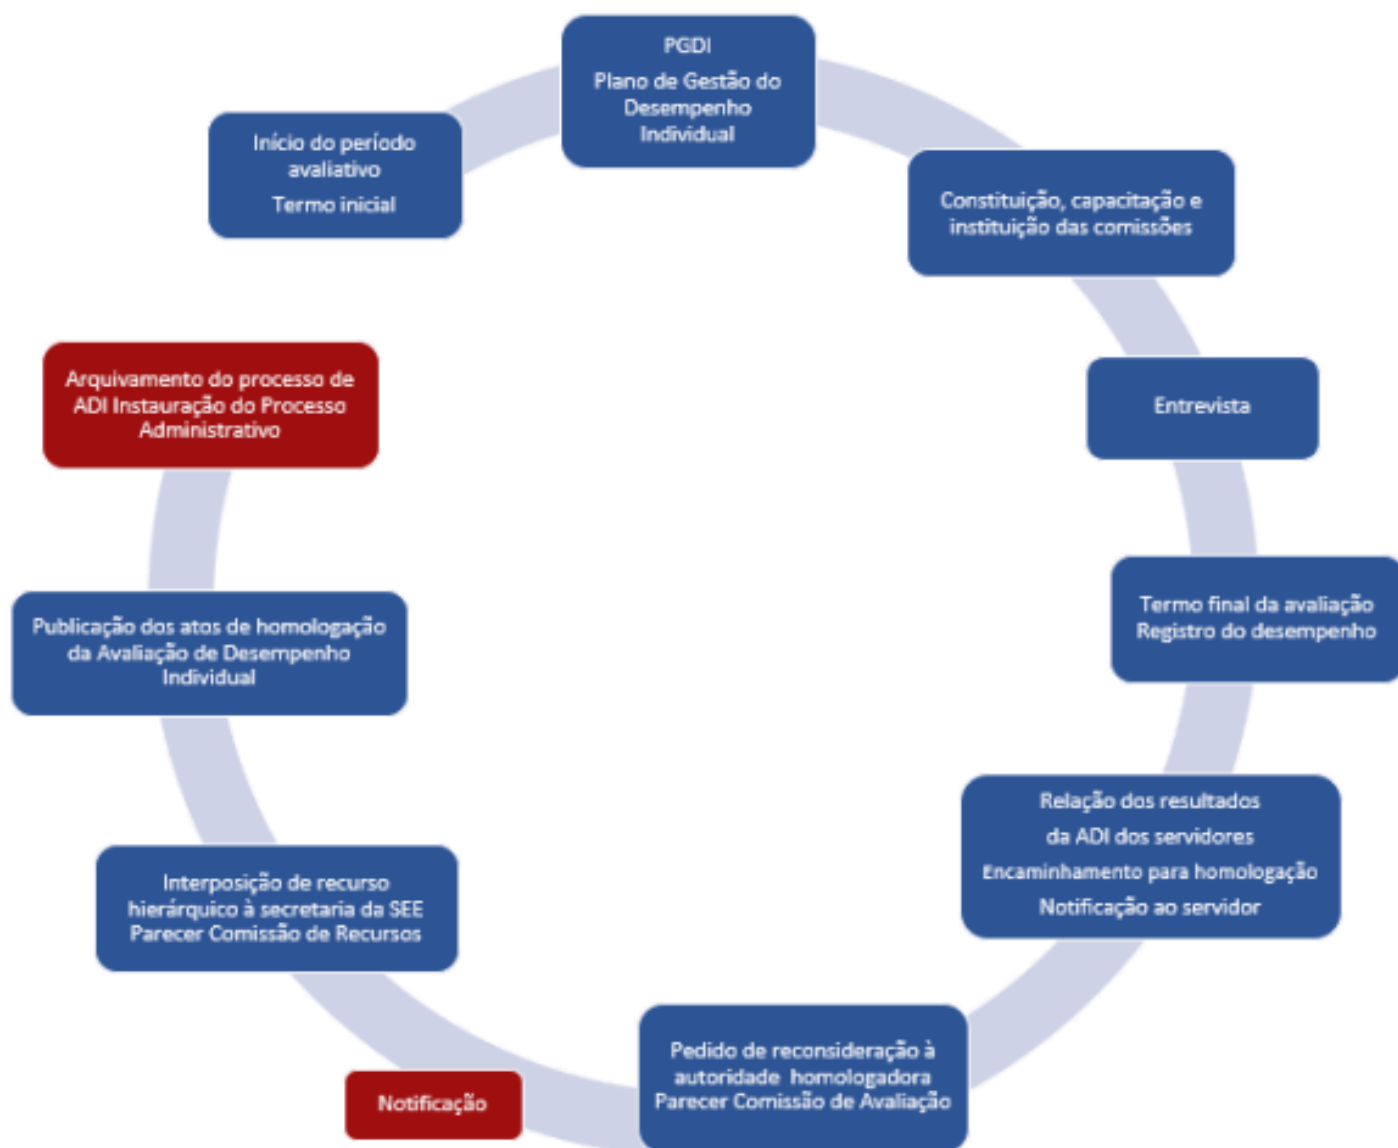 Início do período
avaliativo
Termo inicial
PGDI
Plano de Gestão do
Desempenho
Individual
Constituição, capacitação e
instituição das comissões
Entrevista
Termo final da avaliação
Registro do desempenho
Relação dos resultados
da ADI dos servidores
Encaminhamento para homologação
Notificação ao servidor
Pedido de reconsideração à
autoridade homologadora
Parecer Comissão de Avaliação
Notificação
Interposição de recurso
hierárquico à secretaria da SEE
Parecer Comissão de Recursos
Publicação dos atos de homologação
da Avaliação de Desempenho
Individual
Arquivamento do processo de
ADI Instauração do Processo
Administrativo